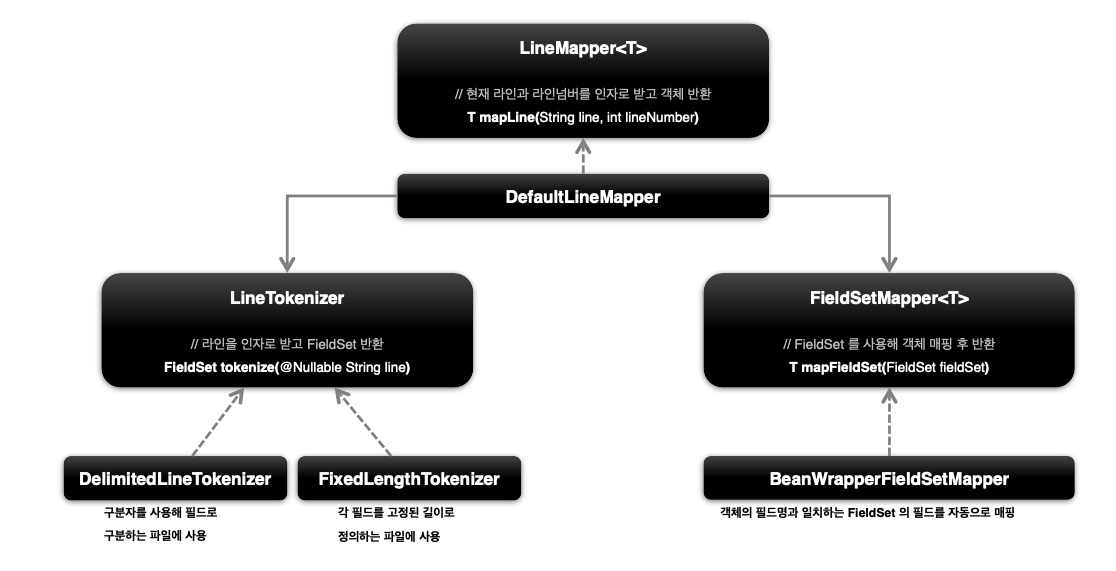 LineMapper<T>
// 현재 라인과 라인넘버를 인자로 받고 객체 반환
T mapLine(String line, int lineNumber)
DefaultLineMapper
LineTokenizer
// 라인을 인자로 받고 FieldSet 반환
FieldSet tokenize(@Nullable String line)
FieldSetMapper<T>
// FieldSet 를 사용해 객체 매핑 후 반환
T mapFieldSet(FieldSet fieldSet)
DelimitedLineTokenizer
구분자를 사용해 필드로
구분하는 파일에 사용
FixedLengthTokenizer
각 필드를 고정된 길이로
정의하는 파일에 사용
BeanWrapperFieldSetMapper
객체의 필드명과 일치하는 FieldSet 의 필드를 자동으로 매핑